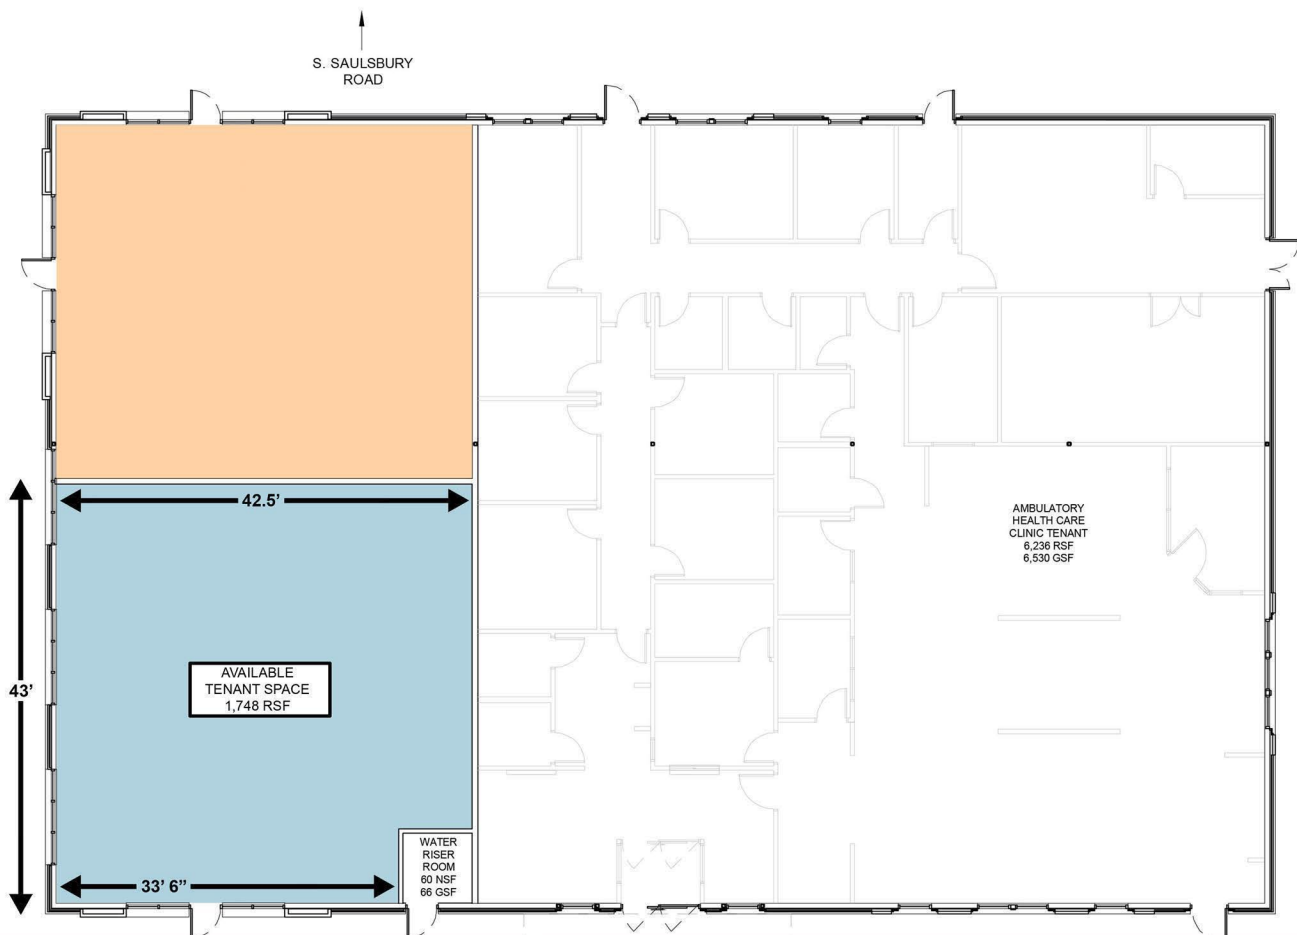 S. SAULSBURY
ROAD
42.5'
AMBULATORY
HEALTH CARE
CLINIC TENANT
6,236 RSF
6,530 GSF
43'
AVAILABLE
TENANT SPACE
1,748 RSF
WATER
RISER
ROOM
60 NSF
66 GSF
33' 6”